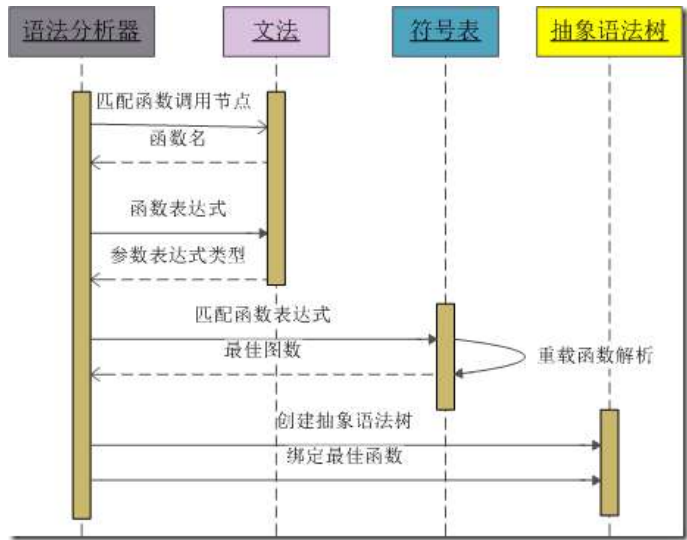 语法分析器
文法
符号表
抽象语法树
匹配函数调用节点
函数名
函数表达式
参数表达式类型
匹配函数表达式
最佳图数
重载函数解析
创建抽象语法树
绑定最佳函数